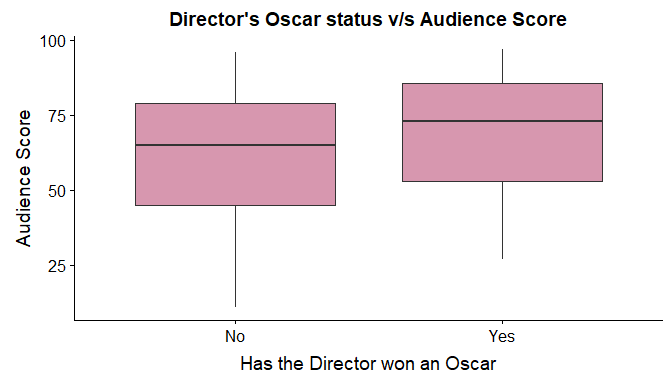 Director's Oscar status v/s Audience Score
100
75
50
25
Audience Score
No
Yes
Has the Director won an Oscar